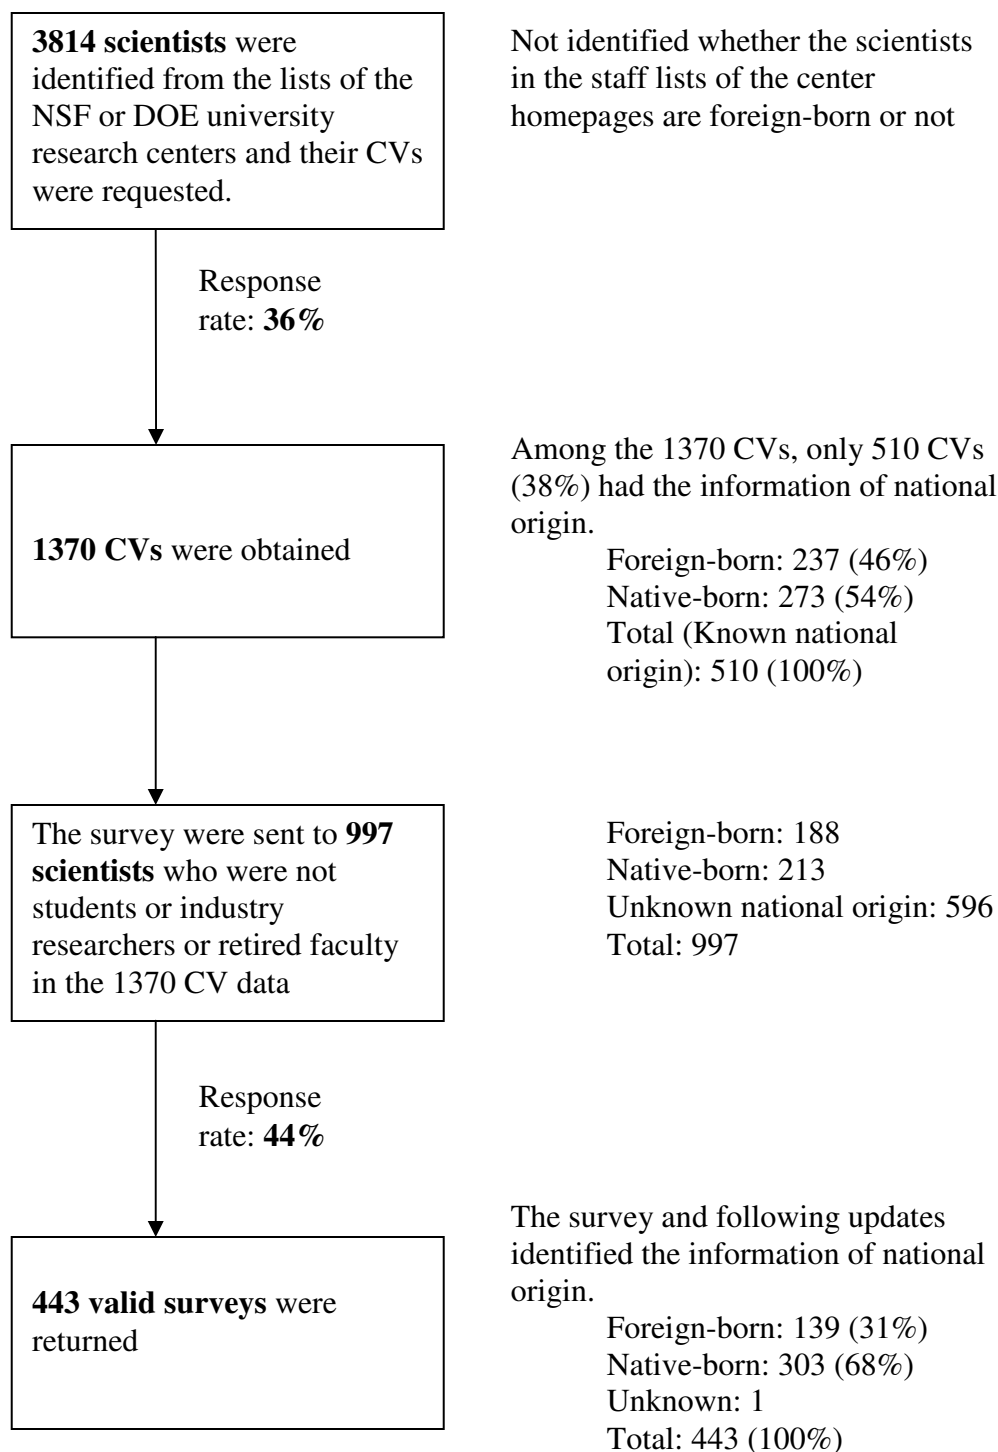 3814 scientists were
identified from the lists of the
NSF or DOE university
research centers and their CVs
were requested.
Not identified whether the scientists
in the staff lists of the center
homepages are foreign-born or not
Response
rate: 36%
1370 CVs were obtained
Among the 1370 CVs, only 510 CVs
(38%) had the information of national
origin.
Foreign-born: 237 (46%)
Native-born: 273 (54%)
Total (Known national
origin): 510 (100%)
The survey were sent to 997
scientists who were not
students or industry
researchers or retired faculty
in the 1370 CV data
Foreign-born: 188
Native-born: 213
Unknown national origin: 596
Total: 997
Response
rate: 44%
443 valid surveys were
returned
The survey and following updates
identified the information of national
origin.
Foreign-born: 139 (31%)
Native-born: 303 (68%)
Unknown: 1
Total: 443 (100%)